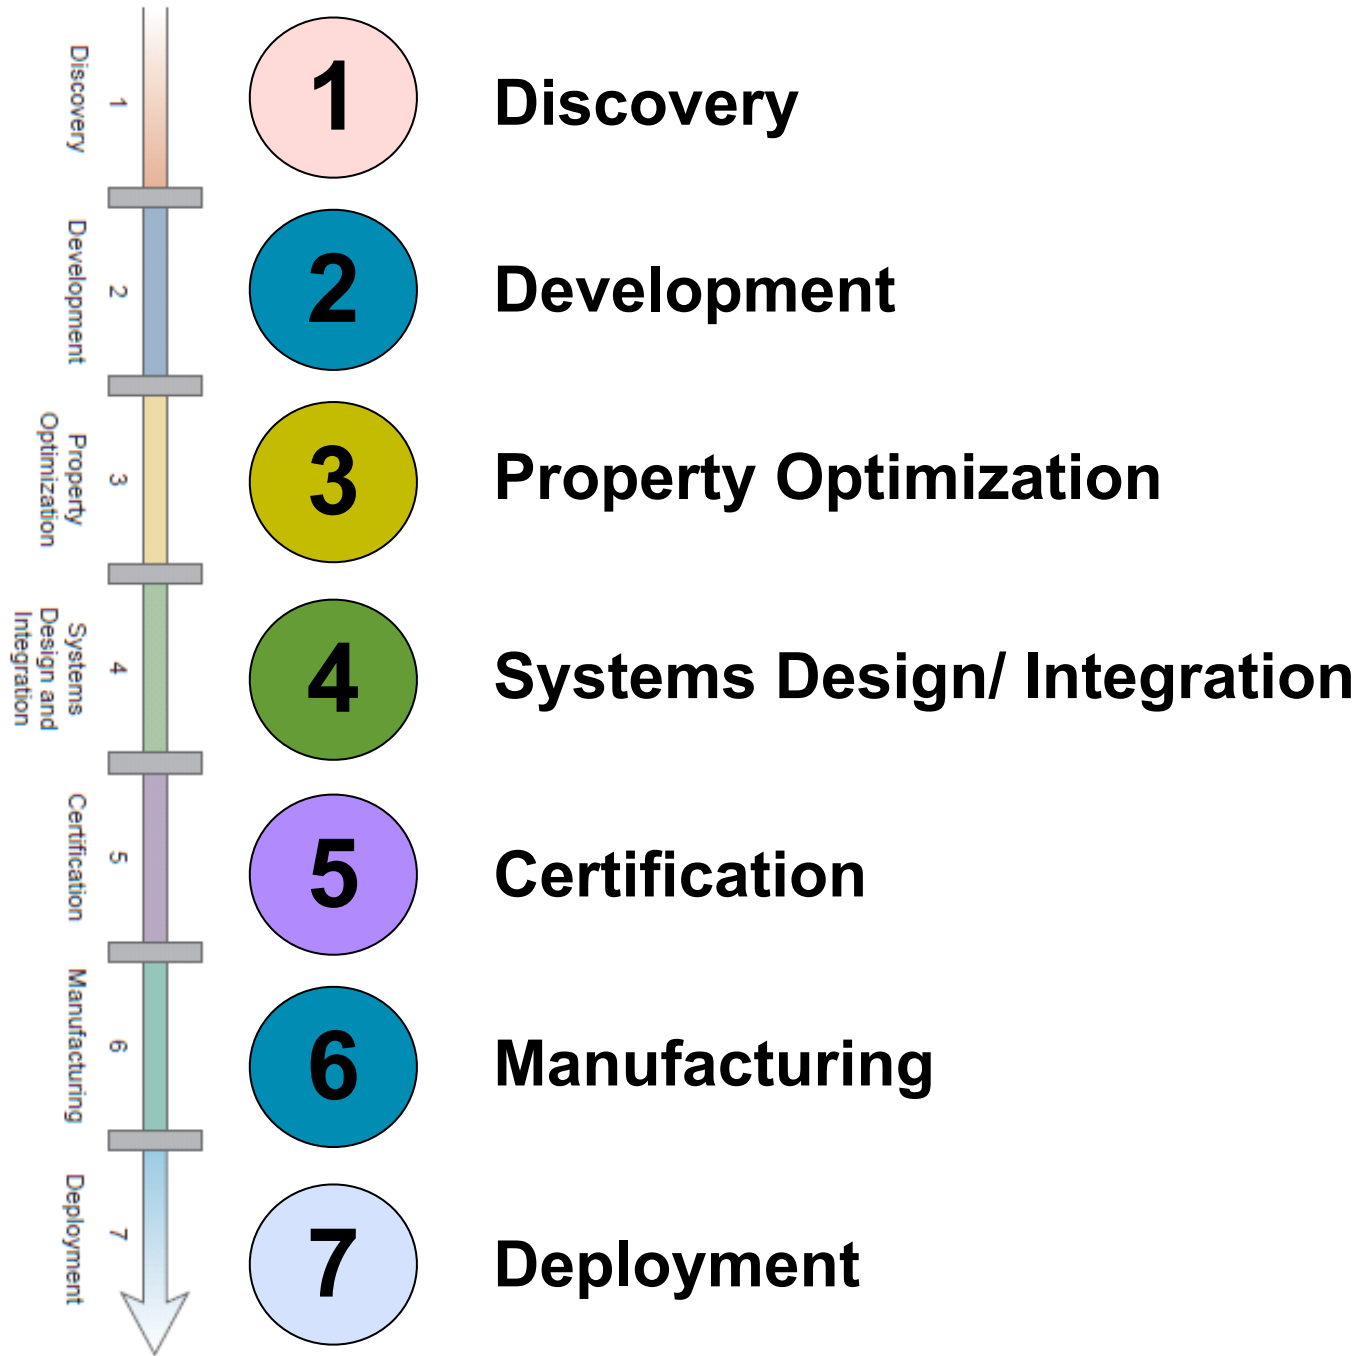 Discovery
1
Development
2
Property
Optimization
3
Systems
Design and
Integration
4
Certification
5
Manufacturing
6
Deployment
7
1 Discovery
2 Development
3 Property Optimization
4 Systems Design/ Integration
5 Certification
6 Manufacturing
7 Deployment